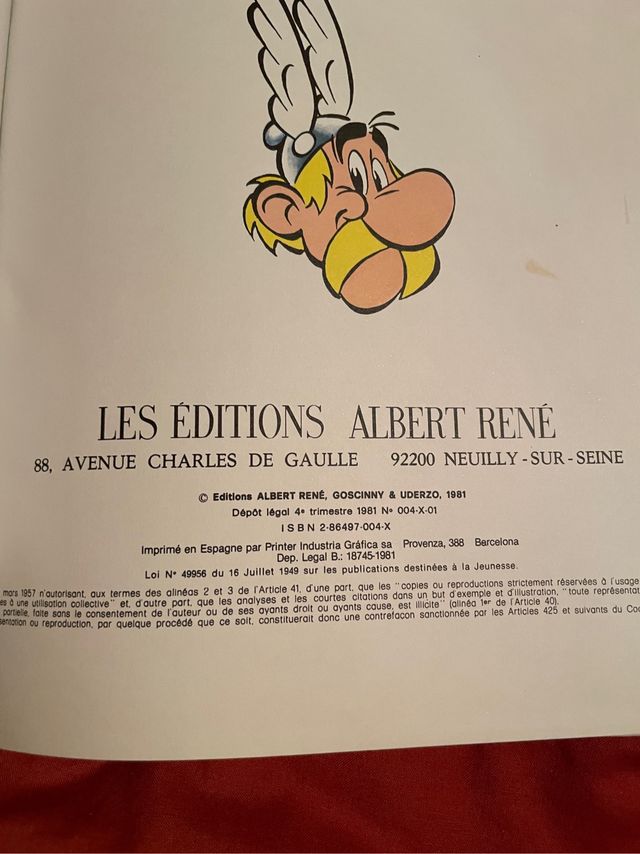 LES ÉDITIONS ALBERT RENÉ
88, AVENUE CHARLES DE GAULLE 92200 NEUILLY-SUR-SEINE
© Editions ALBERT RENÉ, GOSCINNY & UDERZO, 1981
Dépôt légal 4e trimestre 1981 No 004-X-01
ISBN 2-86497-004-X
Imprimé en Espagne par Printer Industria Gráfica sa Provenza, 388 Barcelona
Dep. Legal B.: 18745-1981
Loi No 49956 du 16 Juillet 1949 sur les publications destinées à la Jeunesse.
mars 1957 n'autorisant, aux termes des alinéas 2 et 3 de l'Article 41, d'une part, que les "copies ou reproductions strictement réservées à l'usage
à une utilisation collective" et, d'autre part, que les analyses et les courtes citations dans un but d'exemple et d'illustration, "toute
partielle, faite sans le consentement de l'auteur ou de ses ayants droit ou ayants cause, est illicite" (alinéa 1er de l'Article 40).
ou reproduction, par quelque procédé que ce soit, constituerait donc une contrefaçon sanctionnée par les Articles 425 et suivants du